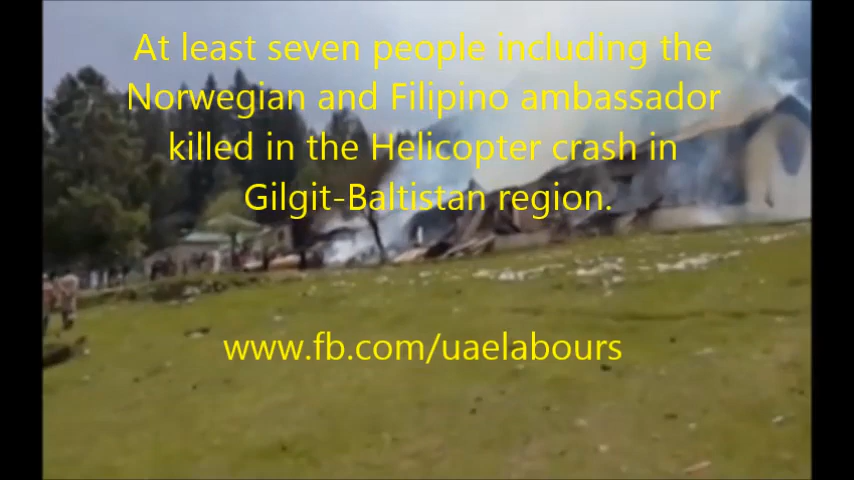 At least seven people including the
Norwegian and Filipino ambassador
killed in the Helicopter crash in
Gilgit-Baltistan region.
www.fb.com/uaelabours